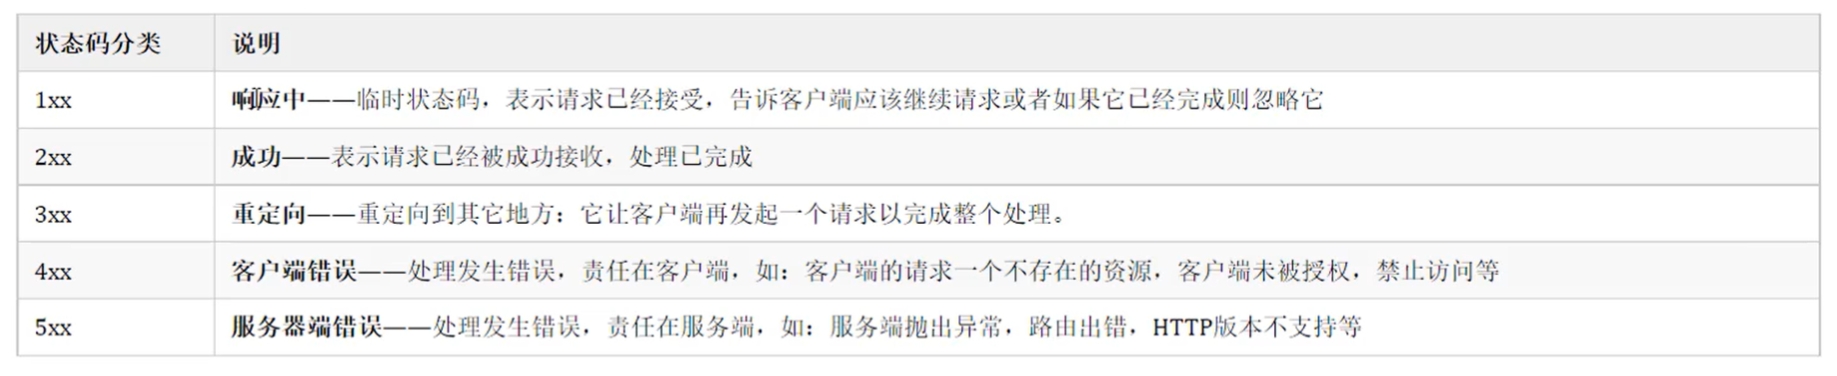 状态码分类 说明
1xx 响应中——临时状态码，表示请求已经接受，告诉客户端应该继续请求或者如果它已经完成则忽略它
2xx 成功——表示请求已经被成功接收，处理已完成
3xx 重定向——重定向到其它地方：它让客户端再发起一个请求以完成整个处理。
4xx 客户端错误——处理发生错误，责任在客户端，如：客户端的请求一个不存在的资源，客户端未被授权，禁止访问等
5xx 服务器端错误——处理发生错误，责任在服务端，如：服务端抛出异常，路由出错，HTTP版本不支持等